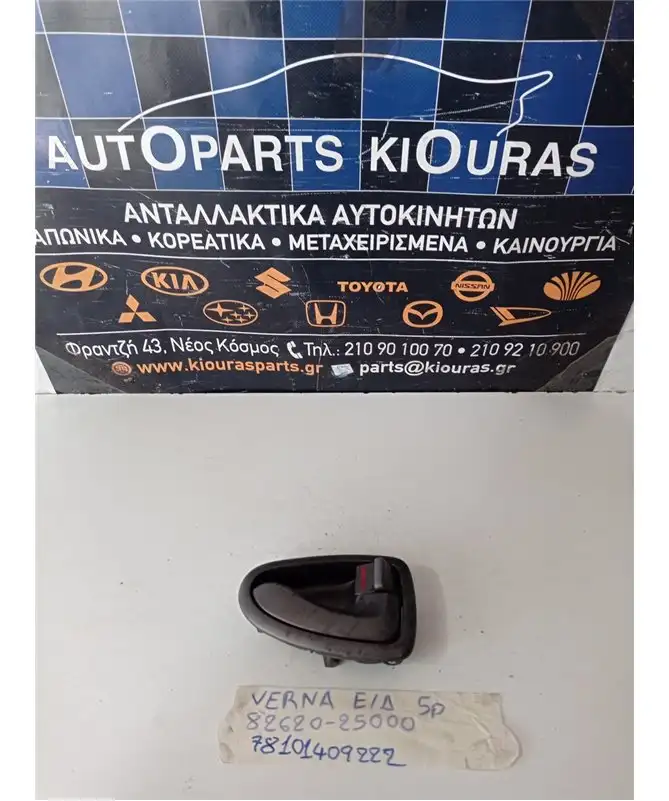 AUTOPARTS KIOURAS
ΑΝΤΑΛΛΑΚΤΙΚΑ ΑΥΤΟΚΙΝΗΤΩΝ
ΑΠΩΝΙΚΑ • ΚΟΡΕΑΤΙΚΑ • ΜΕΤΑΧΕΙΡΙΣΜΕΝΑ • ΚΑΙΝΟΥΡΓΙΑ
KIA TOYOTA NISSAN
Φραντζή 43, Νέος Κόσμος Τηλ.: 210 90 100 70 • 210 92 10 900
www.kiourasparts.gr parts@kiouras.gr
VERNA E/Δ 5p
82620-25000
78101409222